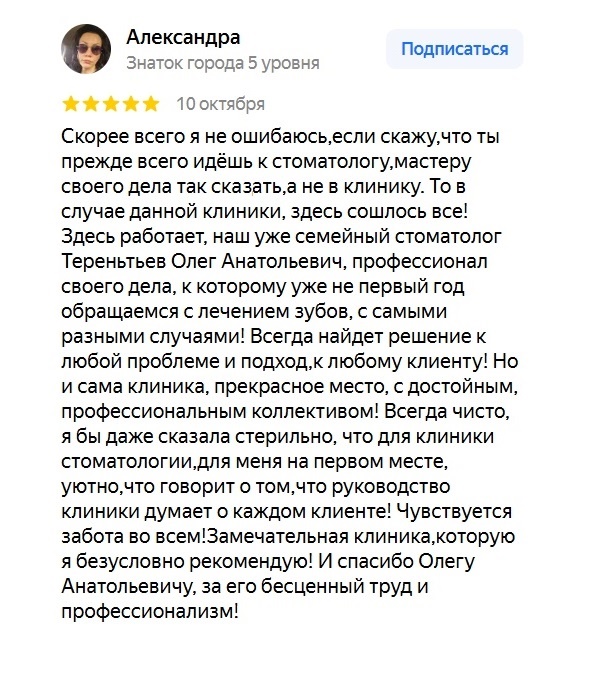 Александра
Знаток города 5 уровня
Подписаться
10 октября
Скорее всего я не ошибаюсь,если скажу,что ты
прежде всего идёшь к стоматологу,мастеру
своего дела так сказать,а не в клинику. То в
случае данной клиники, здесь сошлось все!
Здесь работает, наш уже семейный стоматолог
Тереньтьев Олег Анатольевич, профессионал
своего дела, к которому уже не первый год
обращаемся с лечением зубов, с самыми
разными случаями! Всегда найдет решение к
любой проблеме и подход,к любому клиенту! Но
и сама клиника, прекрасное место, с достойным,
профессиональным коллективом! Всегда чисто,
я бы даже сказала стерильно, что для клиники
стоматологии,для меня на первом месте,
уютно,что говорит о том,что руководство
клиники думает о каждом клиенте! Чувствуется
забота во всем!Замечательная клиника,которую
я безусловно рекомендую! И спасибо Олегу
Анатольевичу, за его бесценный труд и
профессионализм!